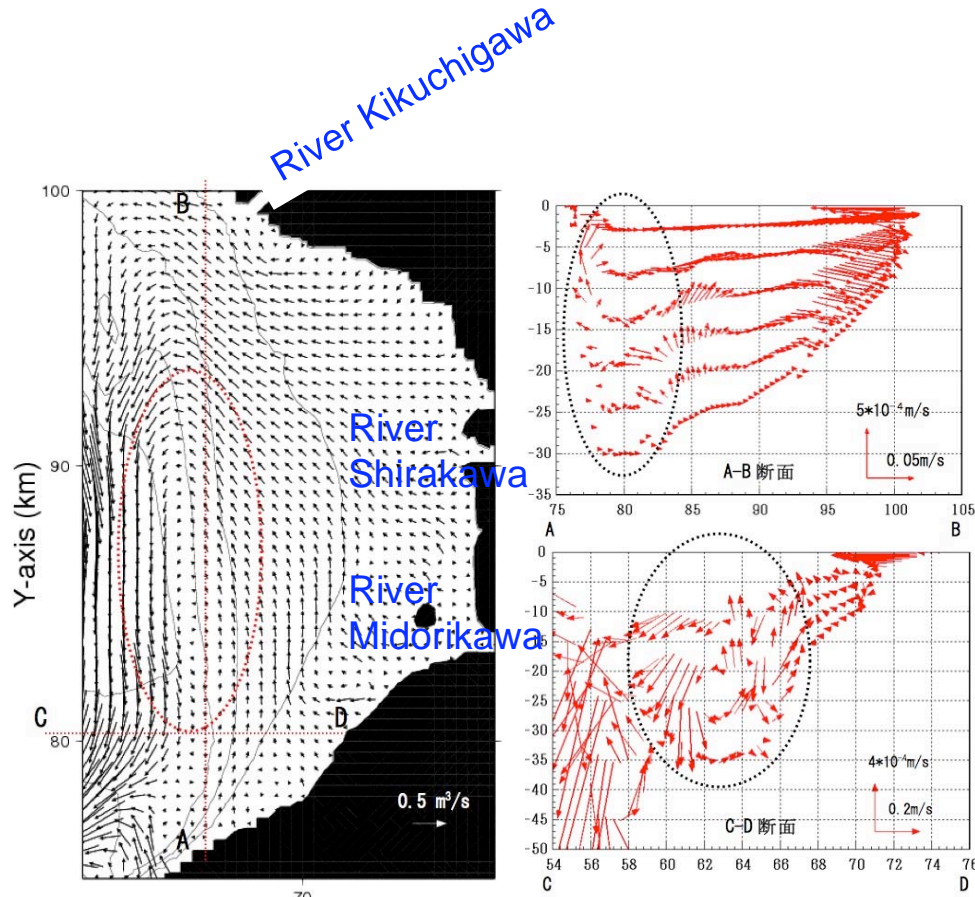 River Kikuchigawa
100
B
River
Shirakawa
90
Y-axis (km)
River
Midorikawa
C
D
80
0.5 m³/s
A
70
0
-5
-10
-15
-20
-25
-30
-35
5*10⁻⁴m/s
0.05m/s
A-B 断面
75
80
85
90
95
100
105
A
B
0
-5
-10
-15
-20
-25
-30
-35
-40
-45
-50
4*10⁻⁴m/s
0.2m/s
C-D 断面
54
56
58
60
62
64
66
68
70
72
74
76
C
D